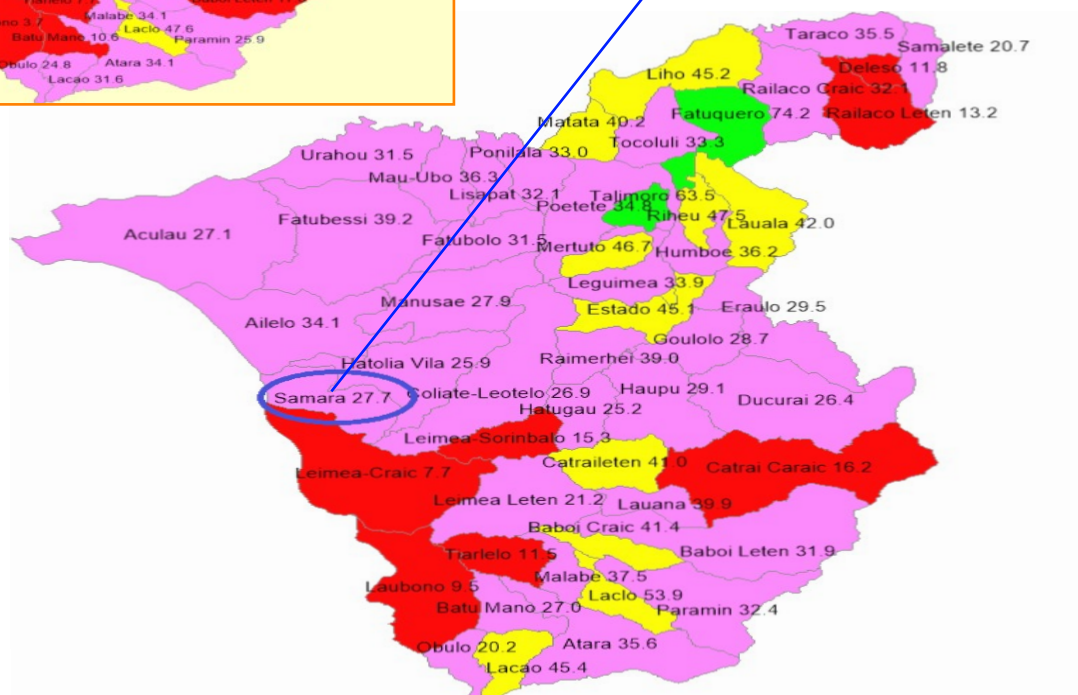 Malabe 34.1
Laclo 47.6
Batu Mano 10.6
Paramin 25.9
Obulo 24.8
Atara 34.1
Lacao 31.6
Taraco 35.5
Samalete 20.7
Deleso 11.8
Liho 45.2
Railaco Craic 32.1
Fatuquero 74.2
Railaco Leten 13.2
Matata 40.2
Tocoluli 33.3
Urahou 31.5
Ponilala 33.0
Mau-Ubo 36.3
Lisapat 32.1
Talimoro 63.5
Poetete 34.8
Riheu 47.5
Lauala 42.0
Fatubessi 39.2
Aculau 27.1
Fatubolo 31.5
Mertuto 46.7
Humboe 36.2
Leguimea 33.9
Manusae 27.9
Estado 45.1
Eraulo 29.5
Ailelo 34.1
Goulolo 28.7
Hatolia Vila 25.9
Raimerhei 39.0
Samara 27.7
Coliate-Leotelo 26.9
Haupu 29.1
Ducurai 26.4
Hatugau 25.2
Leimea-Sorinbalo 15.3
Leimea-Craic 7.7
Catraileten 41.0
Catrai Caraic 16.2
Leimea Leten 21.2
Lauana 39.9
Baboi Craic 41.4
Tiarlelo 11.5
Baboi Leten 31.9
Malabe 37.5
Laubono 9.5
Laclo 53.9
Batu Mano 27.0
Paramin 32.4
Obulo 20.2
Atara 35.6
Lacao 45.4